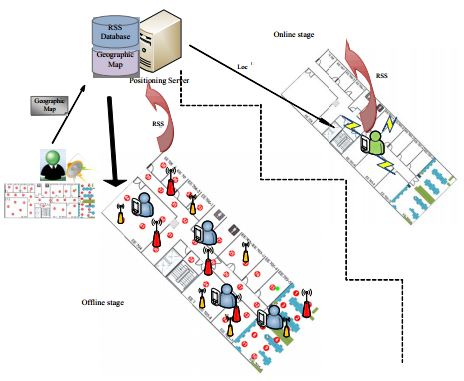 RSS
Database
Geographic
Map
Positioning Server
Online stage
Loc
RSS
Geographic
Map
RSS
Offline stage